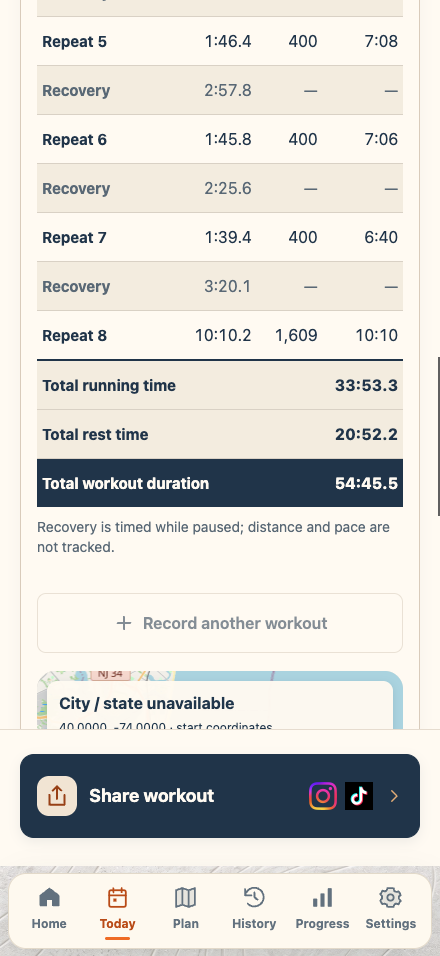 Repeat 5 1:46.4 400 7:08
Recovery 2:57.8 — —
Repeat 6 1:45.8 400 7:06
Recovery 2:25.6 — —
Repeat 7 1:39.4 400 6:40
Recovery 3:20.1 — —
Repeat 8 10:10.2 1,609 10:10
Total running time 33:53.3
Total rest time 20:52.2
Total workout duration 54:45.5
Recovery is timed while paused; distance and pace are
not tracked.
+ Record another workout
NJ 34
City / state unavailable
40.0000, -74.0000 · start coordinates
Share workout
Home Today Plan History Progress Settings